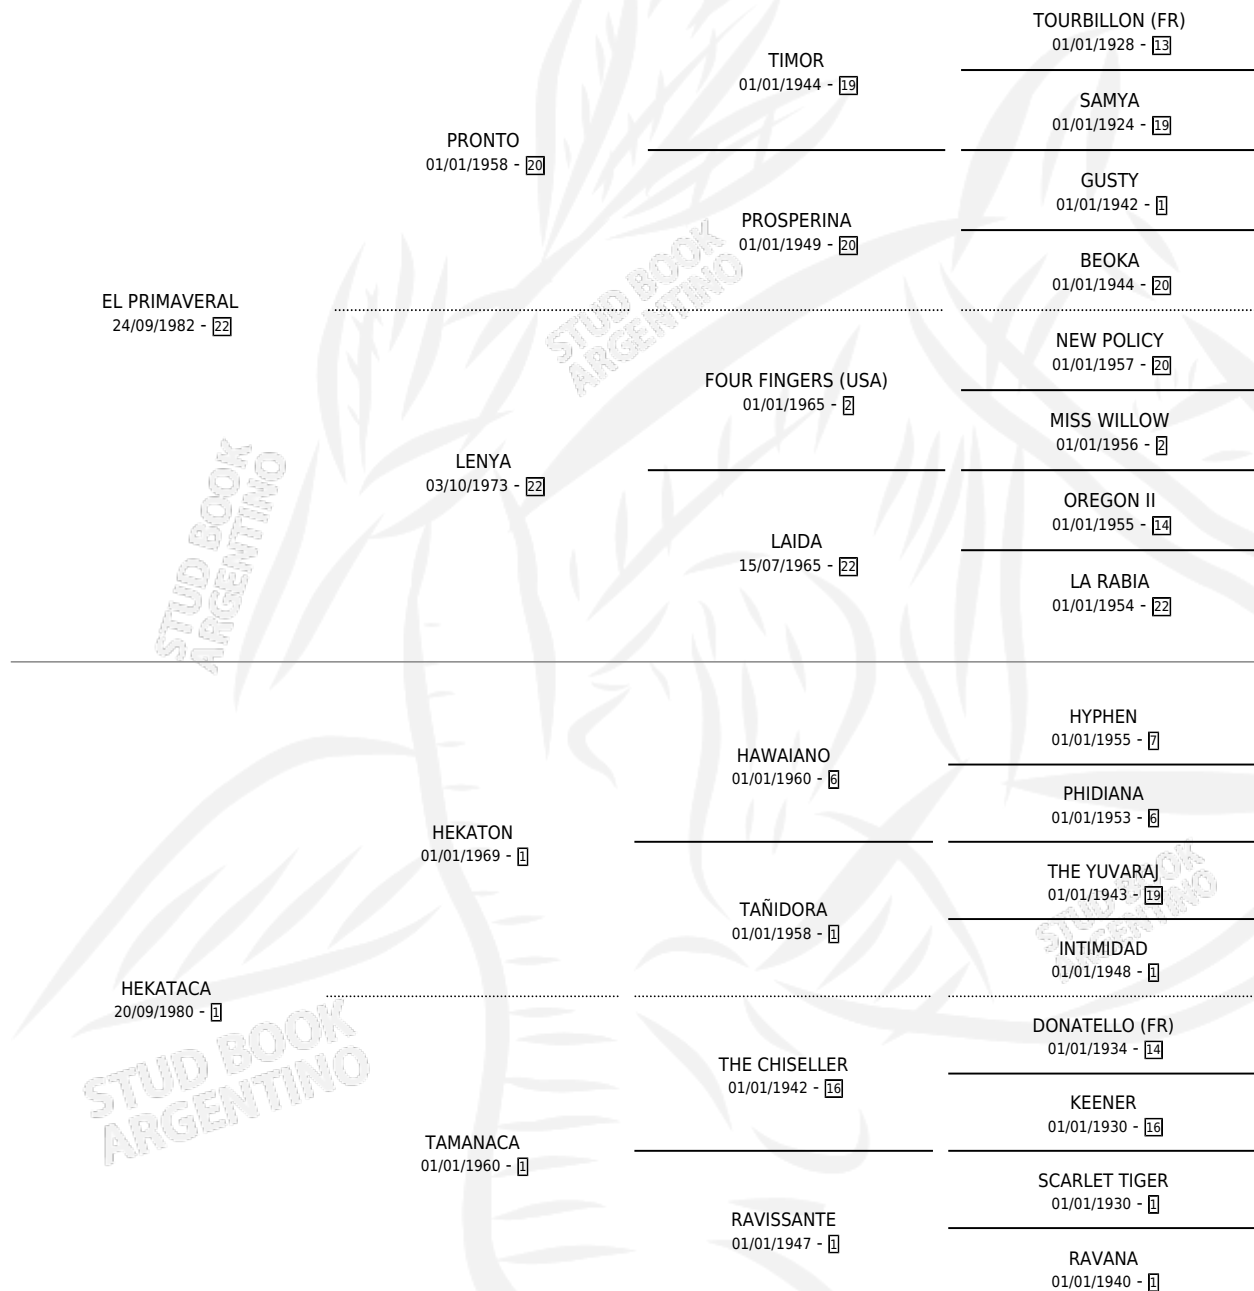 TOURBILLON (FR)
01/01/1928 - 13
TIMOR
01/01/1944 - 19
SAMYA
01/01/1924 - 19
PRONTO
01/01/1958 - 20
GUSTY
01/01/1942 - 1
PROSPERINA
01/01/1949 - 20
BEOKA
01/01/1944 - 20
EL PRIMAVERAL
24/09/1982 - 22
NEW POLICY
01/01/1957 - 20
FOUR FINGERS (USA)
01/01/1965 - 2
MISS WILLOW
01/01/1956 - 2
LENYA
03/10/1973 - 22
OREGON II
01/01/1955 - 14
LAIDA
15/07/1965 - 22
LA RABIA
01/01/1954 - 22
HYPHEN
01/01/1955 - 7
HAWAIANO
01/01/1960 - 6
PHIDIANA
01/01/1953 - 6
HEKATON
01/01/1969 - 1
THE YUVARAJ
01/01/1943 - 19
TAÑIDORA
01/01/1958 - 1
INTIMIDAD
01/01/1948 - 1
HEKATACA
20/09/1980 - 1
DONATELLO (FR)
01/01/1934 - 14
THE CHISELLER
01/01/1942 - 16
KEENER
01/01/1930 - 16
TAMANACA
01/01/1960 - 1
SCARLET TIGER
01/01/1930 - 1
RAVISSANTE
01/01/1947 - 1
RAVANA
01/01/1940 - 1
STUD BOOK
ARGENTINO
STUD BOOK
ARGENTINO
STUD BOOK
ARGENTINO
STUD BOOK
ARGENTINO